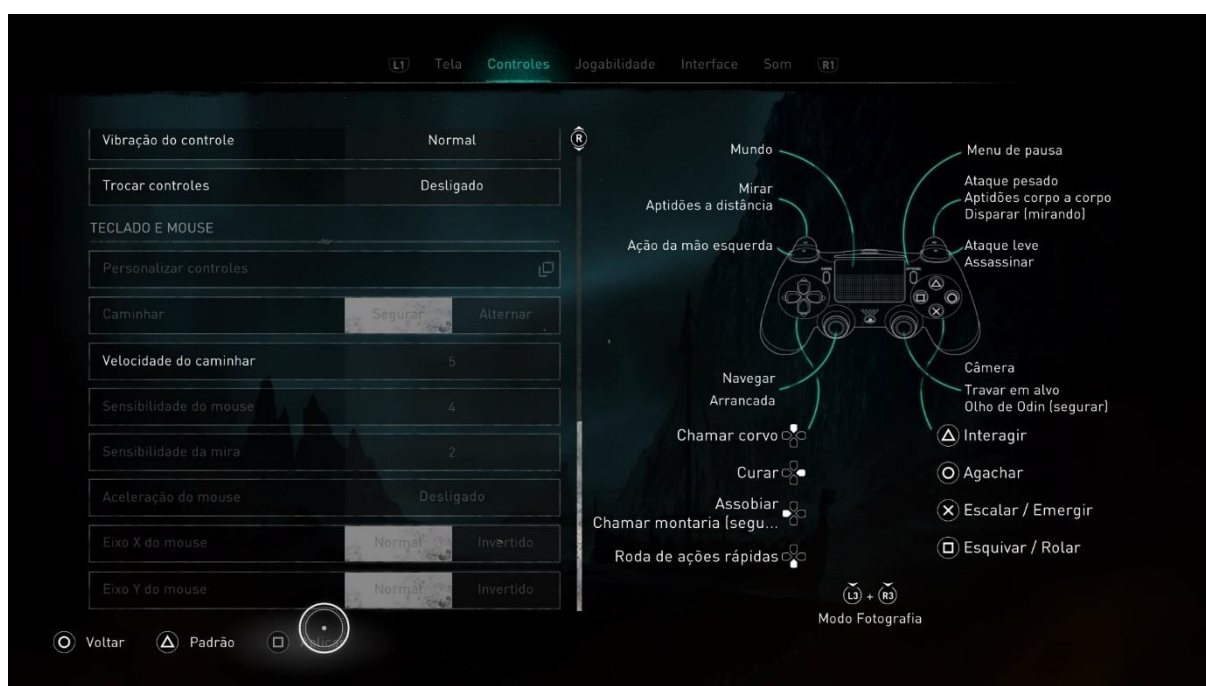 L1 Tela Controles Jogabilidade Interface Som R1
Vibração do controle Normal
Trocar controles Desligado
TECLADO E MOUSE
Personalizar controles
Caminhar Segurar Alternar
Velocidade do caminhar 5
Sensibilidade do mouse 4
Sensibilidade da mira 2
Aceleração do mouse Desligado
Eixo X do mouse Normal Invertido
Eixo Y do mouse Normal Invertido
Voltar Padrão Aplicar
R
Mundo
Mirar
Aptidões a distância
Ação da mão esquerda
Menu de pausa
Ataque pesado
Aptidões corpo a corpo
Disparar (mirando)
Ataque leve
Assassinar
Navegar
Arrancada
Câmera
Travar em alvo
Olho de Odin (segurar)
Chamar corvo
Curar
Assobiar
Chamar montaria (segu...
Roda de ações rápidas
Interagir
Agachar
Escalar / Emergir
Esquivar / Rolar
L3 + R3
Modo Fotografia